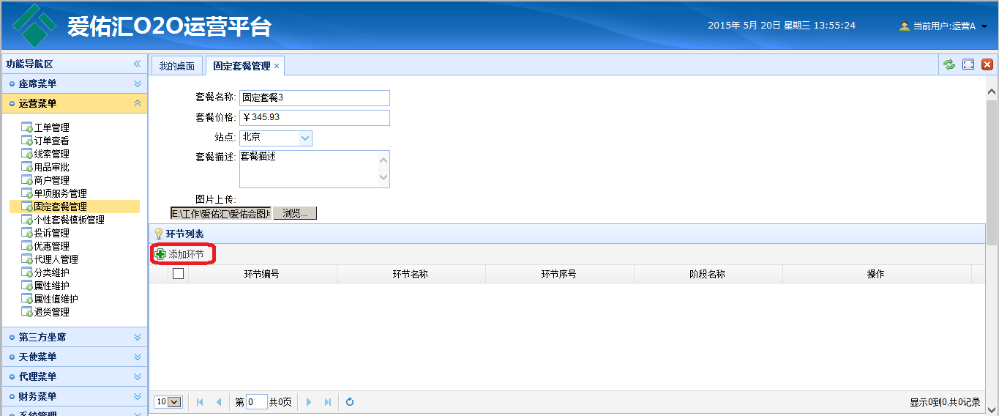 爱佑汇O2O运营平台
2015年 5月 20日 星期三 13:55:24
当前用户:运营A
功能导航区
座席菜单
运营菜单
工单管理
订单查看
线索管理
用品审批
商户管理
单项服务管理
固定套餐管理
个性套餐模板管理
投诉管理
优惠管理
代理人管理
分类维护
属性维护
属性值维护
退货管理
第三方坐席
天使菜单
代理菜单
财务菜单
系统管理
我的桌面
固定套餐管理
套餐名称: 固定套餐3
套餐价格: ￥345.93
站点: 北京
套餐描述: 套餐描述
图片上传:
E:\工作\爱佑汇\爱佑会图片 浏览...
环节列表
添加环节
环节编号 环节名称 环节序号 阶段名称 操作
10 第 0 共0页 显示0到0,共0记录